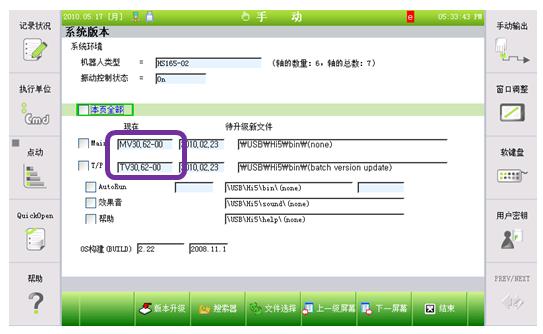 记录状况
2010.05.17 [月]
手 动
e
05:33:43 PM
手动输出
系统版本
系统环境
机器人类型 = HS165-02 (轴的数量: 6, 轴的总数: 7)
振动控制状态 = On
执行单位
Cmd
窗口调整
本页全部
现在 待升级新文件
Main MV30.62-00 2010.02.23 ₩USB₩Hi5₩bin₩(none)
T/P TV30.62-00 2010.02.23 ₩USB₩Hi5₩bin₩(batch version update)
AutoRun \USB\Hi5\bin\(none)
效果音 \USB\Hi5\sound\(none)
帮助 \USB\Hi5\help\(none)
OS构建(BUILD) 2.22 2008.11.1
点动
软键盘
QuickOpen
用户密钥
帮助
PREV/NEXT
版本升级 搜索器 文件选择 上一级屏幕 下一屏幕 结束